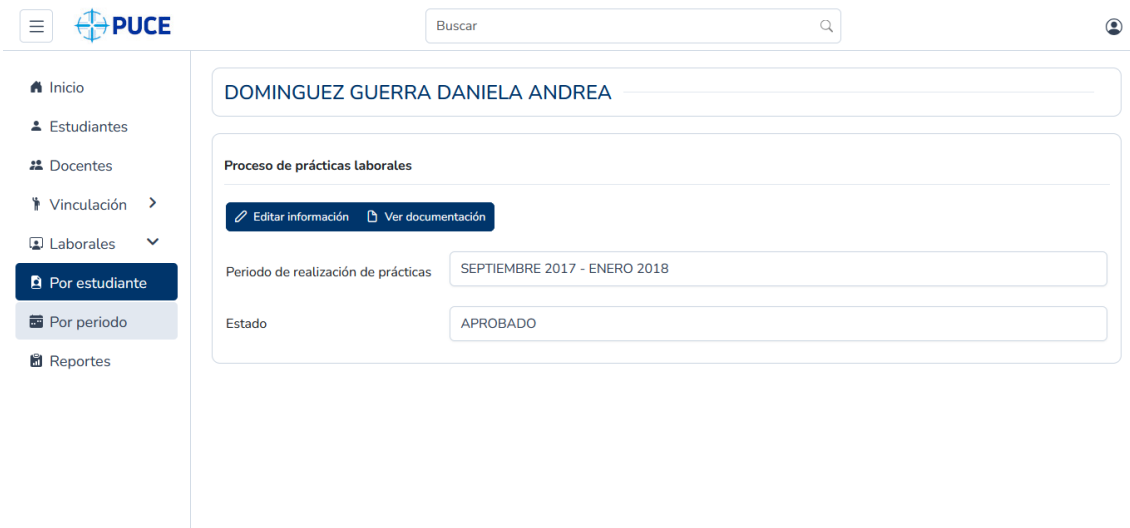 PUCE
Buscar
Inicio
Estudiantes
Docentes
Vinculación
Laborales
Por estudiante
Por periodo
Reportes
DOMINGUEZ GUERRA DANIELA ANDREA
Proceso de prácticas laborales
Editar información Ver documentación
Periodo de realización de prácticas SEPTIEMBRE 2017 - ENERO 2018
Estado APROBADO